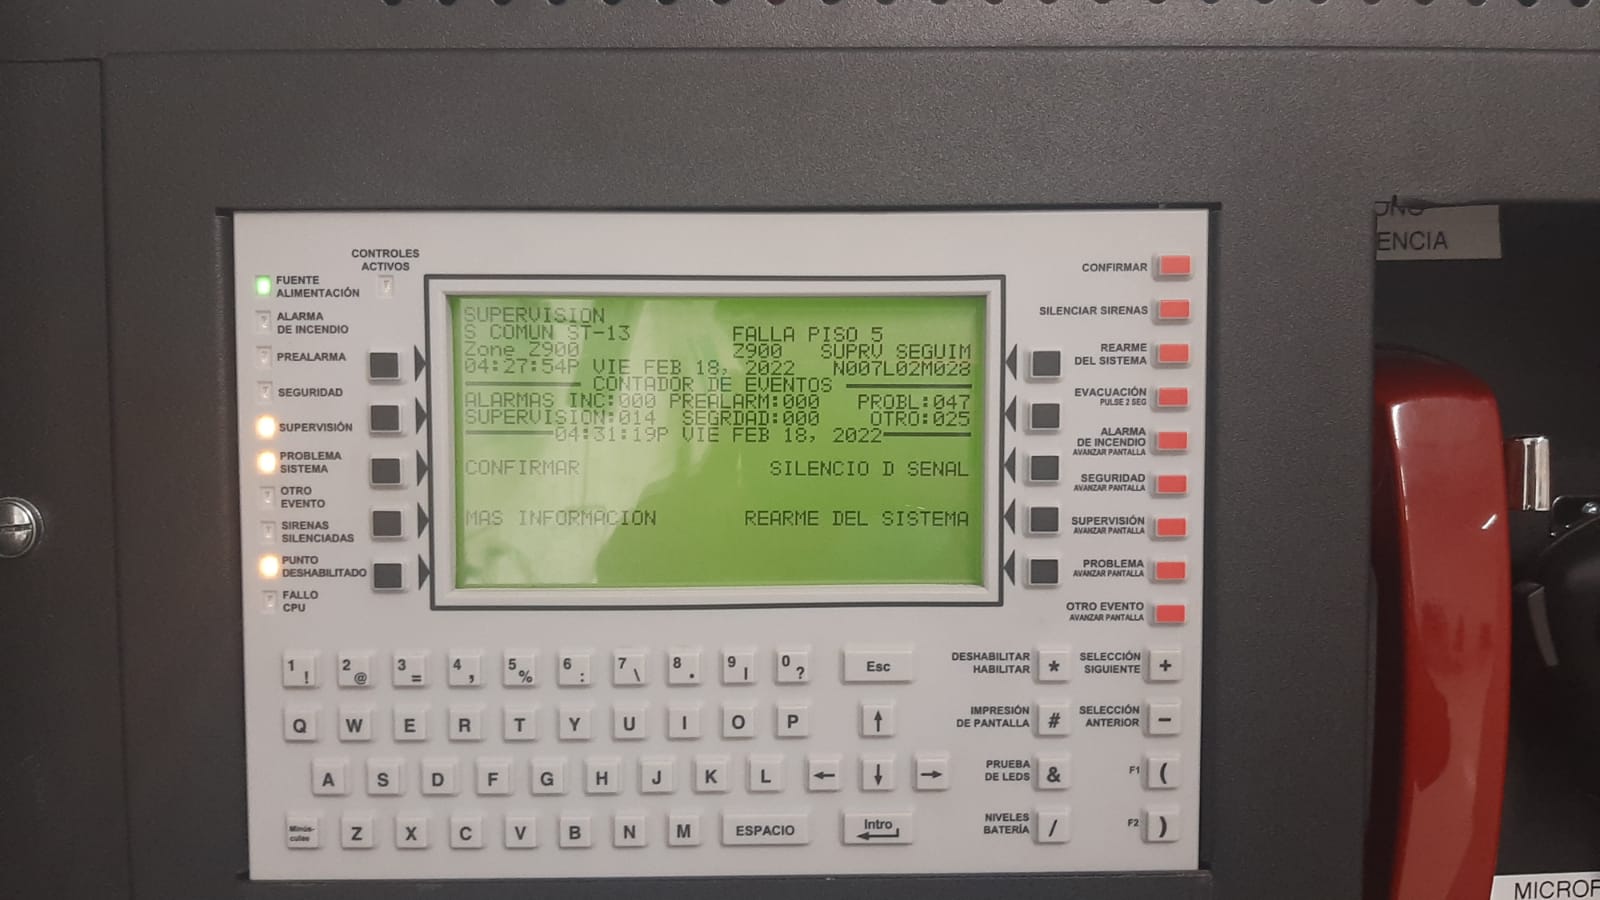 CONTROLES
ACTIVOS
FUENTE
ALIMENTACIÓN
ALARMA
DE INCENDIO
PREALARMA
SEGURIDAD
SUPERVISIÓN
PROBLEMA
SISTEMA
OTRO
EVENTO
SIRENAS
SILENCIADAS
PUNTO
DESHABILITADO
FALLO
CPU
SUPERVISION
S COMUN ST-13 FALLA PISO 5
Zone Z900 Z900 SUPRV SEGUIM
04:27:54P VIE FEB 18, 2022 N007L02M028
CONTADOR DE EVENTOS
ALARMAS INC:000 PREALARM:000 PROBL:047
SUPERVISION:014 SEGRDAD:000 OTRO:025
04:31:19P VIE FEB 18, 2022
CONFIRMAR SILENCIO D SENAL
MAS INFORMACION REARME DEL SISTEMA
CONFIRMAR
SILENCIAR SIRENAS
REARME
DEL SISTEMA
EVACUACIÓN
PULSE 2 SEG
ALARMA
DE INCENDIO
AVANZAR PANTALLA
SEGURIDAD
AVANZAR PANTALLA
SUPERVISIÓN
AVANZAR PANTALLA
PROBLEMA
AVANZAR PANTALLA
OTRO EVENTO
AVANZAR PANTALLA
1 ! 2 @ 3 = 4 , 5 % 6 : 7 \ 8 . 9 | 0 ? Esc
Q W E R T Y U I O P ↑
A S D F G H J K L ← ↓ →
Minús-
culas Z X C V B N M ESPACIO Intro
DESHABILITAR
HABILITAR *
SELECCIÓN
SIGUIENTE +
IMPRESIÓN
DE PANTALLA #
SELECCIÓN
ANTERIOR −
PRUEBA
DE LEDS &
F1 (
NIVELES
BATERÍA /
F2 )
ENCIA
MICROF